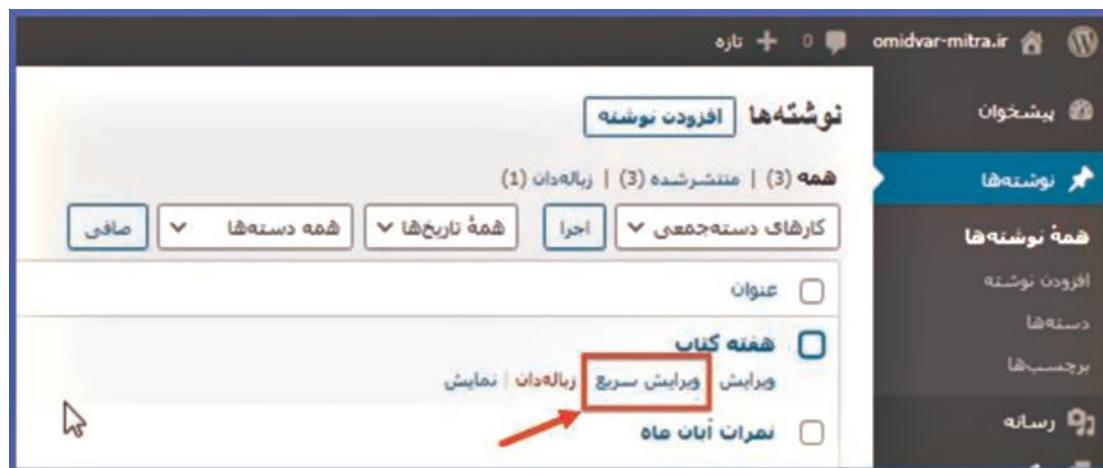 omidvar-mitra.ir 0 + تازه
پیشخوان
نوشته‌ها
همهٔ نوشته‌ها
افزودن نوشته
دسته‌ها
برچسب‌ها
رسانه
نوشته‌ها افزودن نوشته
همه (3) | منتشرشده (3) | زباله‌دان (1)
کارهای دسته‌جمعی اجرا همهٔ تاریخ‌ها همه دسته‌ها صافی
عنوان
هفته کتاب
ویرایش | ویرایش سریع | زباله‌دان | نمایش
نمرات آبان ماه